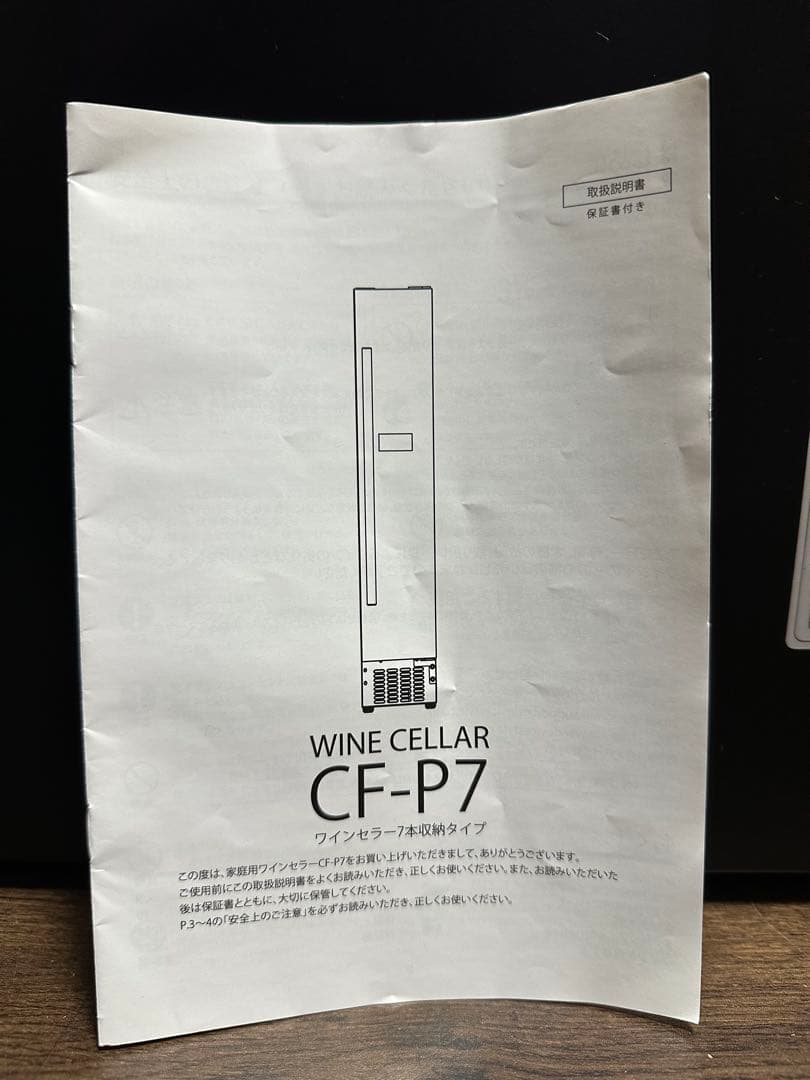 取扱説明書
保証書付き
WINE CELLAR
CF-P7
ワインセラー7本収納タイプ
この度は、家庭用ワインセラーCF-P7をお買い上げいただきまして、ありがとうございます。
ご使用前にこの取扱説明書をよくお読みいただき、正しくお使いください。また、お読みいただいた
後は保証書とともに、大切に保管してください。
P.3〜4の「安全上のご注意」を必ずお読みいただき、正しくお使いください。